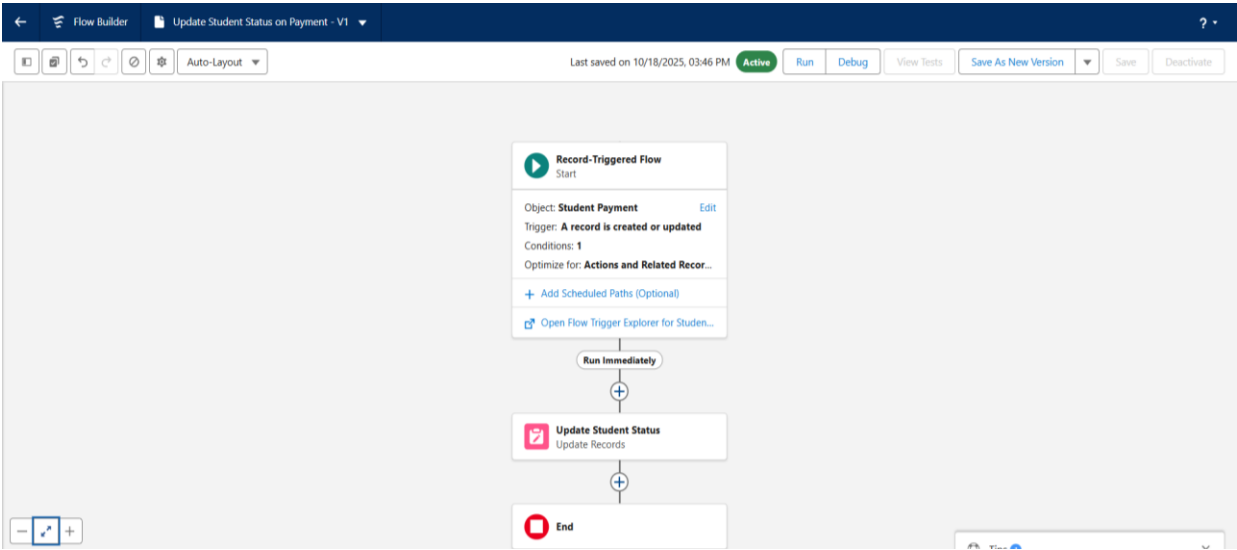 Flow Builder Update Student Status on Payment - V1 ?
Auto-Layout Last saved on 10/18/2025, 03:46 PM Active Run Debug View Tests Save As New Version Save Deactivate
Record-Triggered Flow
Start
Object: Student Payment Edit
Trigger: A record is created or updated
Conditions: 1
Optimize for: Actions and Related Recor...
+ Add Scheduled Paths (Optional)
Open Flow Trigger Explorer for Studen...
Run Immediately
Update Student Status
Update Records
End